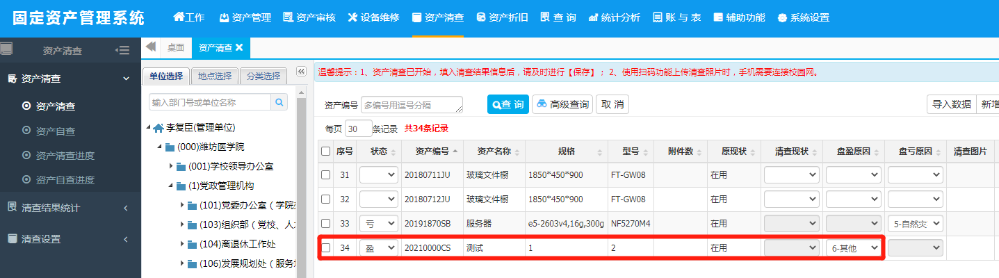 固定资产管理系统 工作 资产管理 资产审核 设备维修 资产清查 资产折旧 查 询 统计分析 账 与 表 辅助功能 系统设置
资产清查 桌面 资产清查
资产清查
资产清查
资产自查
资产清查进度
资产自查进度
清查结果统计
清查设置
单位选择 地点选择 分类选择
输入部门号或单位名称
李复臣(管理单位)
(000)潍坊医学院
(001)学校领导办公室
(1)党政管理机构
(101)党委办公室（学院
(103)组织部（党校、人
(104)离退休工作处
(106)发展规划处（服务
温馨提示：1、资产清查已开始，填入清查结果信息后，请及时进行【保存】； 2、使用扫码功能上传清查照片时，手机需要连接校园网。
资产编号 多编号用逗号分隔 查 询 高级查询 取 消 导入数据 新增
每页 30 条记录 共34条记录
序号 状态 资产编号 资产名称 规格 型号 附件数 原现状 清查现状 盘盈原因 盘亏原因 清查图片
31 20180711JU 玻璃文件橱 1850*450*900 FT-GW08 在用
32 20180712JU 玻璃文件橱 1850*450*900 FT-GW08 在用
33 亏 20191870SB 服务器 e5-2603v4,16g,300g NF5270M4 在用 5-自然灾
34 盈 20210000CS 测试 1 2 在用 6-其他